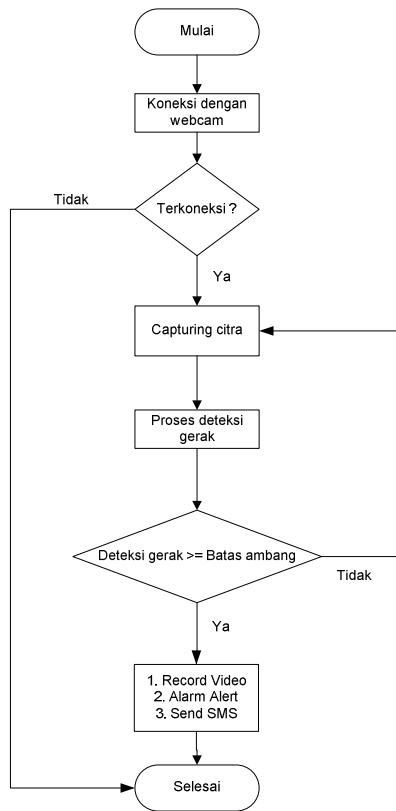 Mulai
Koneksi dengan
webcam
Tidak
Terkoneksi ?
Ya
Capturing citra
Proses deteksi
gerak
Deteksi gerak >= Batas ambang
Tidak
Ya
1. Record Video
2. Alarm Alert
3. Send SMS
Selesai